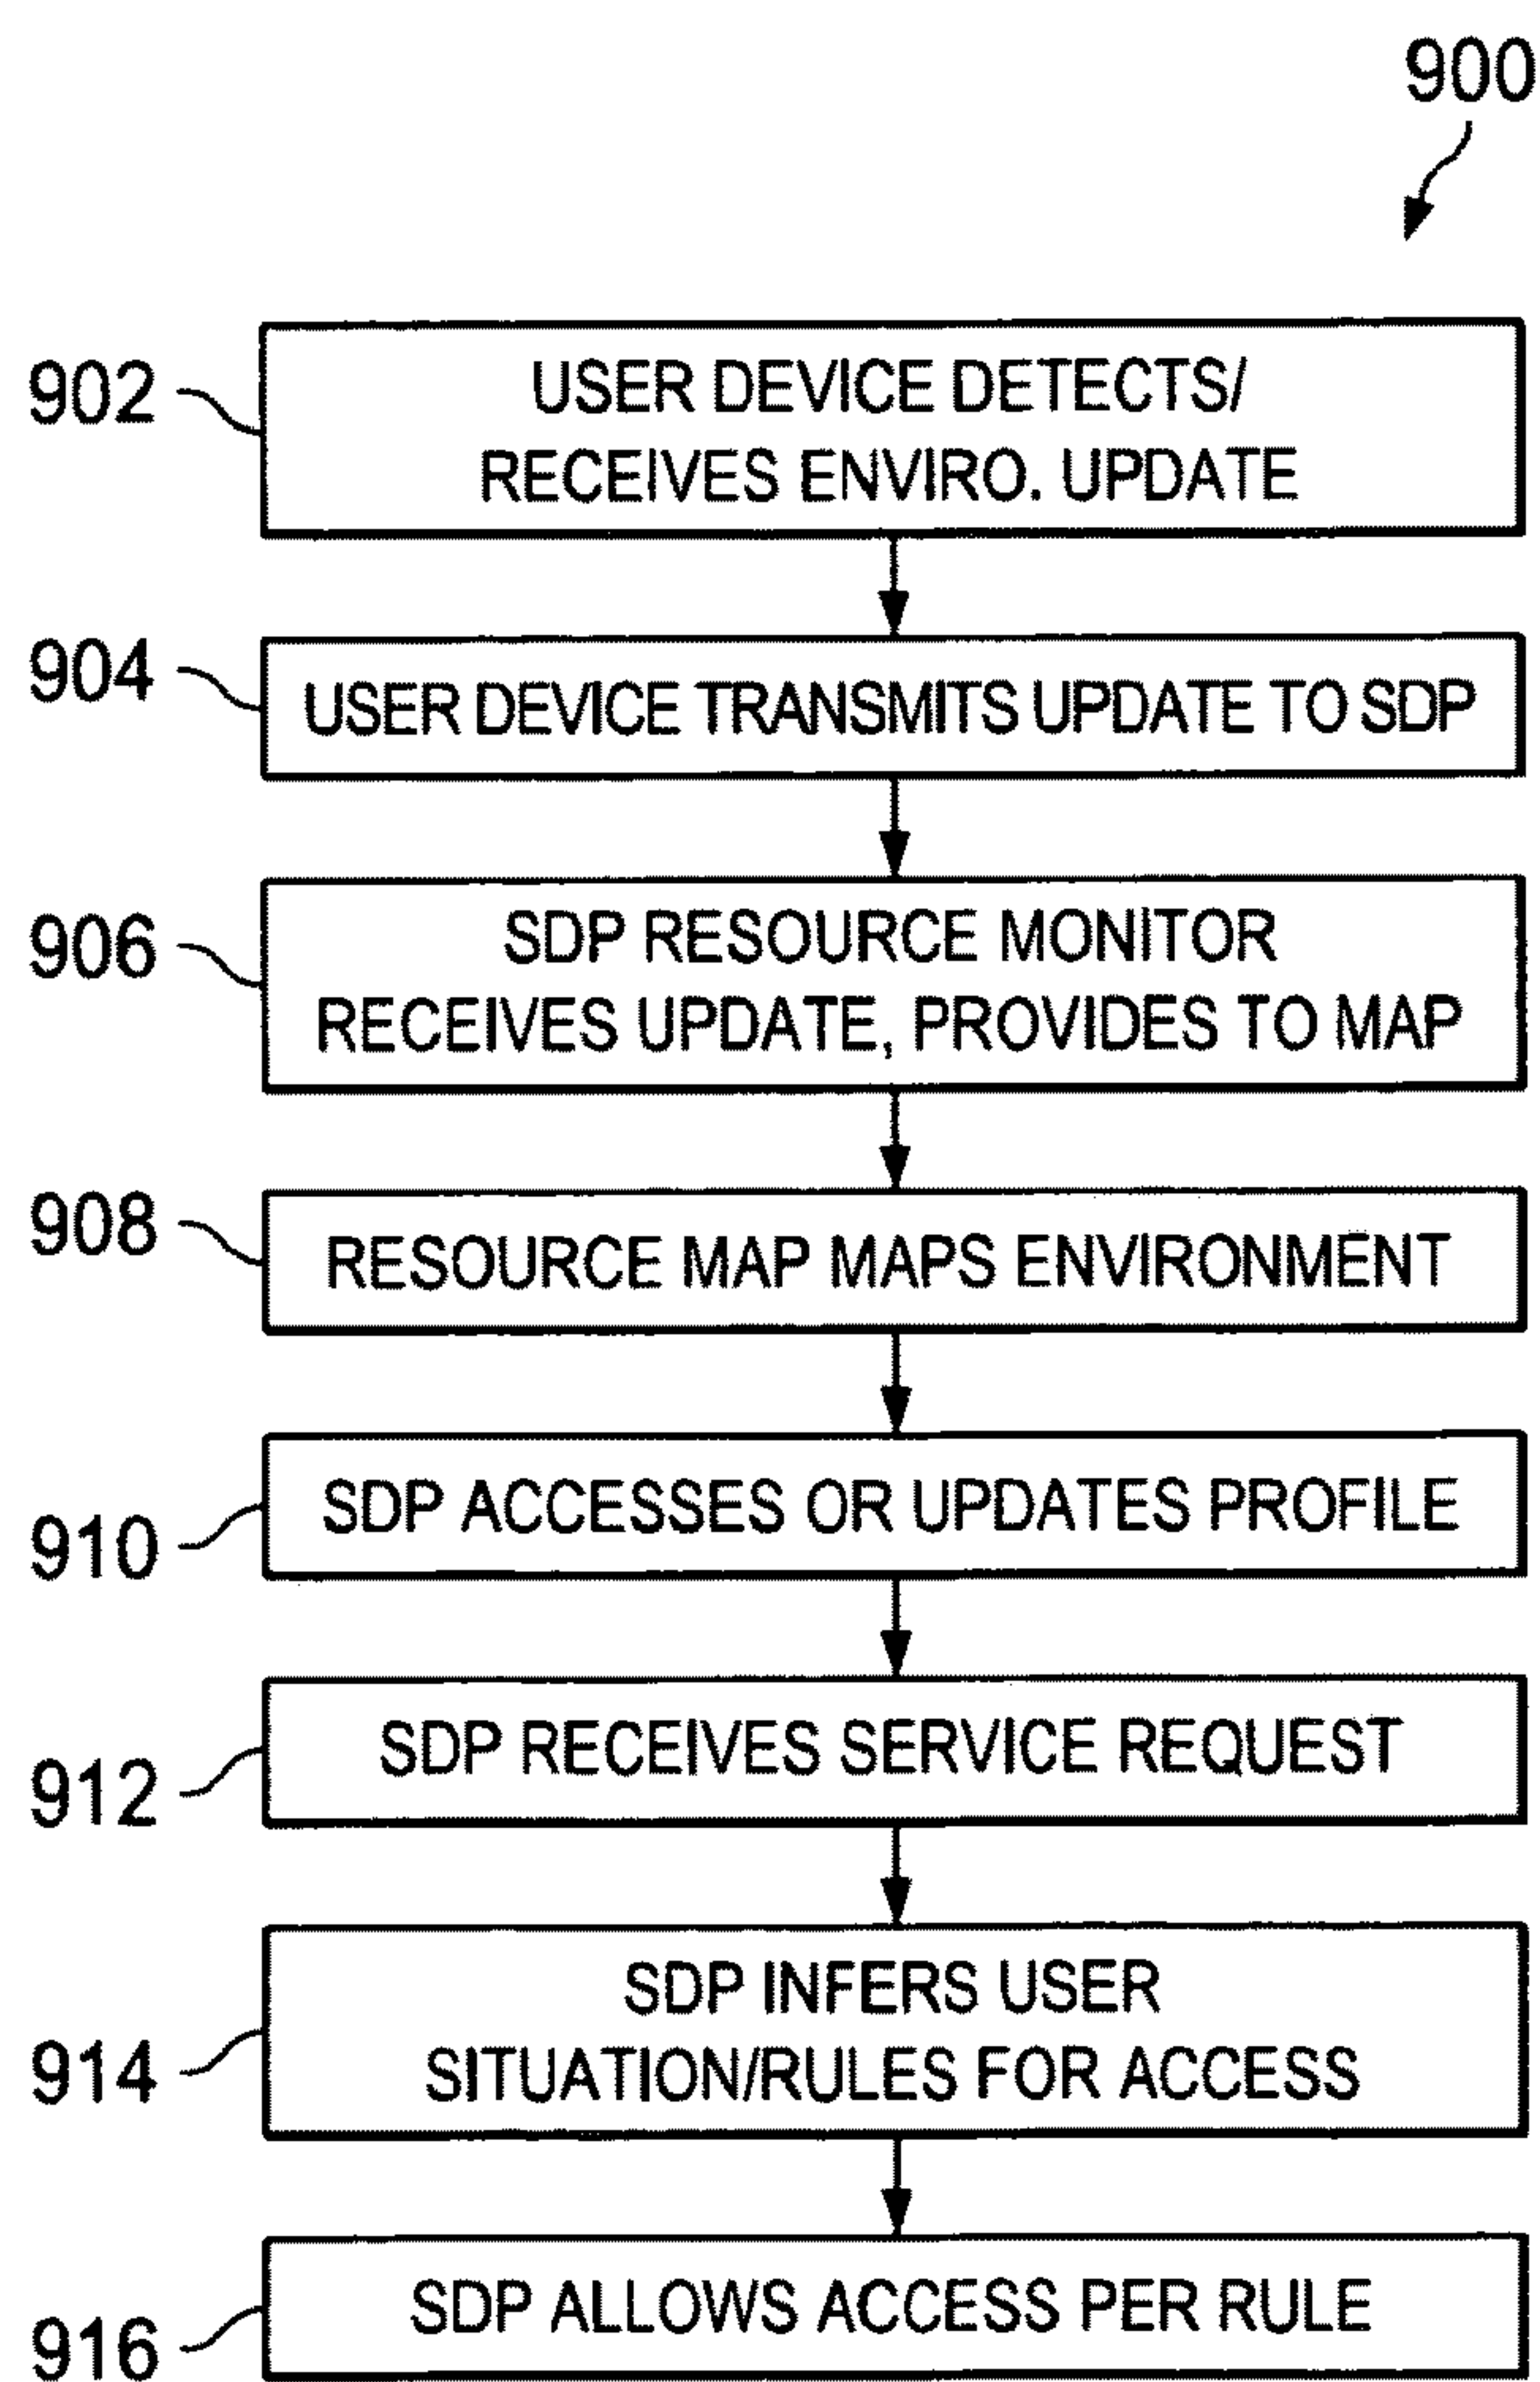 900
902
USER DEVICE DETECTS/
RECEIVES ENVIRO. UPDATE
904
USER DEVICE TRANSMITS UPDATE TO SDP
906
SDP RESOURCE MONITOR
RECEIVES UPDATE, PROVIDES TO MAP
908
RESOURCE MAP MAPS ENVIRONMENT
910
SDP ACCESSES OR UPDATES PROFILE
912
SDP RECEIVES SERVICE REQUEST
914
SDP INFERS USER
SITUATION/RULES FOR ACCESS
916
SDP ALLOWS ACCESS PER RULE